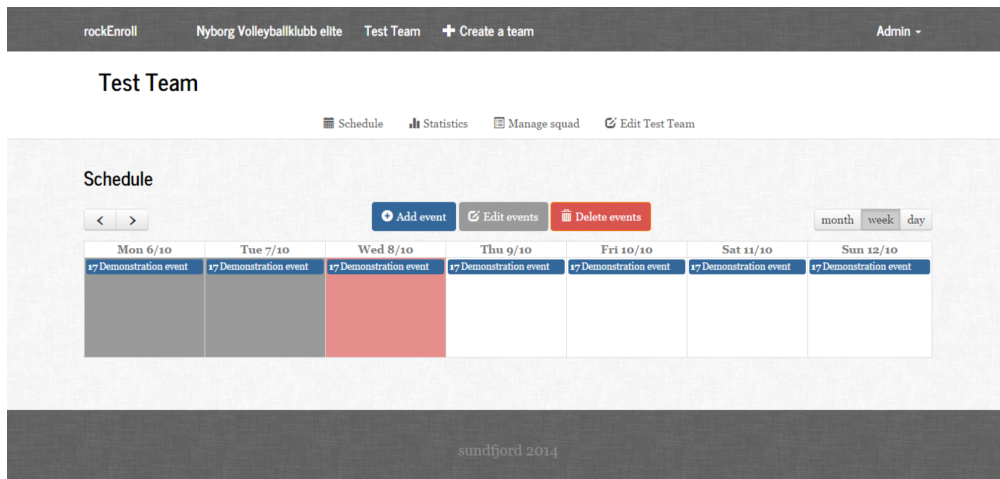 rockEnroll Nyborg Volleyballklubb elite Test Team Create a team Admin
Test Team
Schedule Statistics Manage squad Edit Test Team
Schedule
< > Add event Edit events Delete events month week day
Mon 6/10 Tue 7/10 Wed 8/10 Thu 9/10 Fri 10/10 Sat 11/10 Sun 12/10
17 Demonstration event 17 Demonstration event 17 Demonstration event 17 Demonstration event 17 Demonstration event 17 Demonstration event 17 Demonstration event
sundfjord 2014